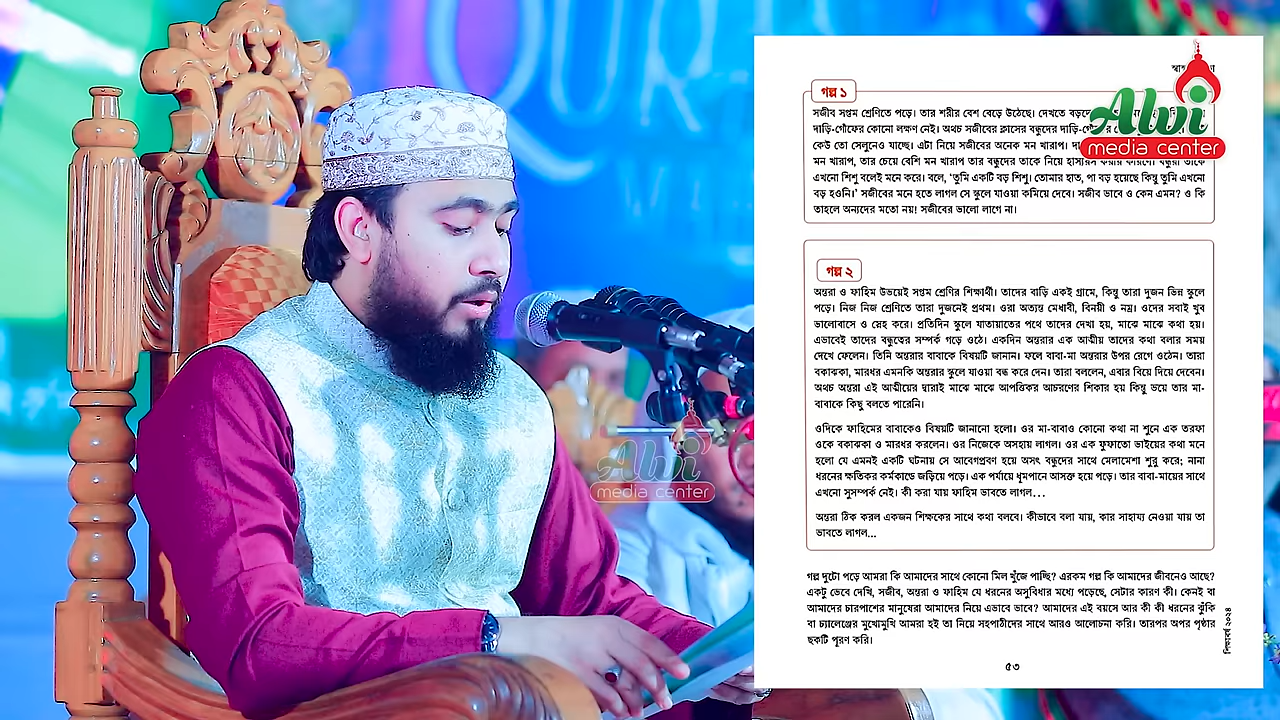 QUR
Alvi
media center
গল্প ১
সজীব সপ্তম শ্রেণিতে পড়ে। তার শরীর বেশ বেড়ে উঠেছে। দেখতে
দাড়ি-গোঁফের কোনো লক্ষণ নেই। অথচ সজীবের ক্লাসের বন্ধুদের
কেউ তো সেলুনেও যাচ্ছে। এটা নিয়ে সজীবের অনেক মন খারাপ।
মন খারাপ, তার চেয়ে বেশি মন খারাপ তার বন্ধুদের তাকে নিয়ে হাসাহাসি করার কারণে। বন্ধুরা তাকে
এখনো শিশু বলেই মনে করে। বলে, 'তুমি একটি বড় শিশু। তোমার হাত, পা বড় হয়েছে কিন্তু তুমি এখনো
বড় হওনি।' সজীবের মনে হতে লাগল সে স্কুলে যাওয়া কমিয়ে দেবে। সজীব ভাবে ও কেন এমন? ও কি
তাহলে অন্যদের মতো নয়! সজীবের ভালো লাগে না।
গল্প ২
অন্তরা ও ফাহিম উভয়েই সপ্তম শ্রেণির শিক্ষার্থী। তাদের বাড়ি একই গ্রামে, কিন্তু তারা দুজন ভিন্ন স্কুলে
পড়ে। নিজ নিজ শ্রেণিতে তারা দুজনেই প্রথম। ওরা অত্যন্ত মেধাবী, বিনয়ী ও নম্র। ওদের সবাই খুব
ভালোবাসে ও স্নেহ করে। প্রতিদিন স্কুলে যাতায়াতের পথে তাদের দেখা হয়, মাঝে মাঝে কথা হয়।
এভাবেই তাদের বন্ধুত্বের সম্পর্ক গড়ে ওঠে। একদিন অন্তরার এক আত্মীয় তাদের কথা বলার সময়
দেখে ফেলেন। তিনি অন্তরার বাবাকে বিষয়টি জানান। ফলে বাবা-মা অন্তরার উপর রেগে ওঠেন। তারা
বকাঝকা, মারধর এমনকি অন্তরার স্কুলে যাওয়া বন্ধ করে দেন। তারা বললেন, এবার বিয়ে দিয়ে দেবেন।
অথচ অন্তরা এই আত্মীয়ের দ্বারাই মাঝে মাঝে আপত্তিকর আচরণের শিকার হয় কিন্তু ভয়ে তার মা-
বাবাকে কিছু বলতে পারেনি।
ওদিকে ফাহিমের বাবাকেও বিষয়টি জানানো হলো। ওর মা-বাবাও কোনো কথা না শুনে এক তরফা
ওকে বকাঝকা ও মারধর করলেন। ওর নিজেকে অসহায় লাগল। ওর এক ফুফাতো ভাইয়ের কথা মনে
হলো যে এমনই একটি ঘটনায় সে আবেগপ্রবণ হয়ে অসৎ বন্ধুদের সাথে মেলামেশা শুরু করে; নানা
ধরনের ক্ষতিকর কর্মকাণ্ডে জড়িয়ে পড়ে। এক পর্যায়ে ধূমপানে আসক্ত হয়ে পড়ে। তার বাবা-মায়ের সাথে
এখনো সুসম্পর্ক নেই। কী করা যায় ফাহিম ভাবতে লাগল...
অন্তরা ঠিক করল একজন শিক্ষকের সাথে কথা বলবে। কীভাবে বলা যায়, কার সাহায্য নেওয়া যায় তা
ভাবতে লাগল...
গল্প দুটো পড়ে আমরা কি আমাদের সাথে কোনো মিল খুঁজে পাচ্ছি? এরকম গল্প কি আমাদের জীবনেও আছে?
একটু ভেবে দেখি, সজীব, অন্তরা ও ফাহিম যে ধরনের অসুবিধার মধ্যে পড়েছে, সেটার কারণ কী। কেনই বা
আমাদের চারপাশের মানুষেরা আমাদের নিয়ে এভাবে ভাবে? আমাদের এই বয়সে আর কী কী ধরনের ঝুঁকি
বা চ্যালেঞ্জের মুখোমুখি আমরা হই তা নিয়ে সহপাঠীদের সাথে আরও আলোচনা করি। তারপর অপর পৃষ্ঠার
ছকটি পূরণ করি।
শিক্ষাবর্ষ ২০২৪
৫৩
Alvi
media center